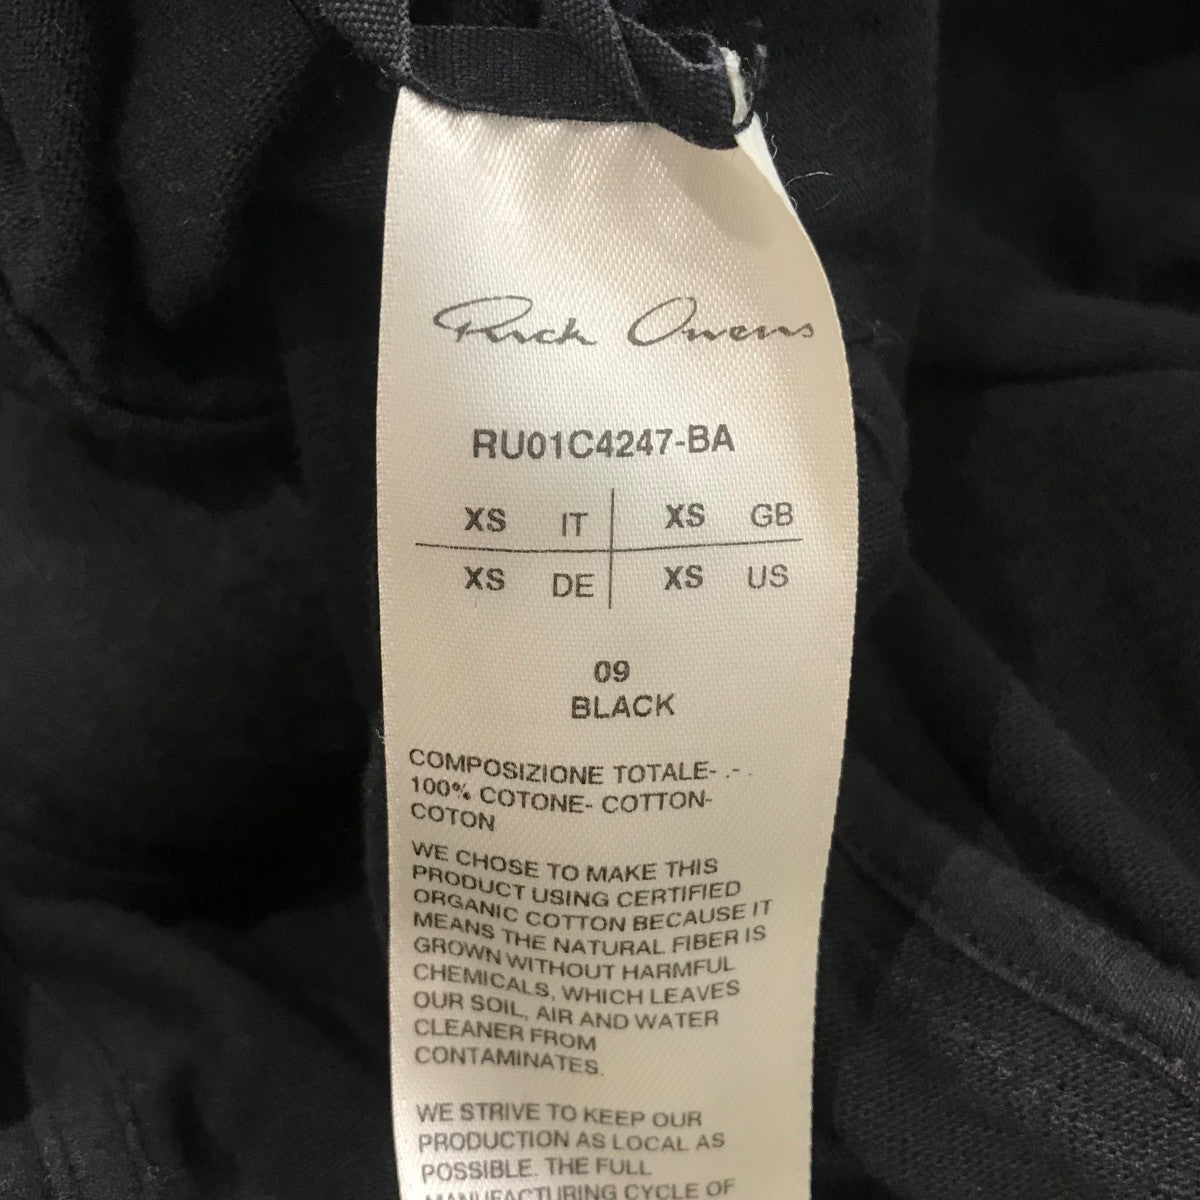 Rick Owens
RU01C4247-BA
XS IT XS GB
XS DE XS US
09
BLACK
COMPOSIZIONE TOTALE- .-.
100% COTONE- COTTON-
COTON
WE CHOSE TO MAKE THIS
PRODUCT USING CERTIFIED
ORGANIC COTTON BECAUSE IT
MEANS THE NATURAL FIBER IS
GROWN WITHOUT HARMFUL
CHEMICALS, WHICH LEAVES
OUR SOIL, AIR AND WATER
CLEANER FROM
CONTAMINATES.
WE STRIVE TO KEEP OUR
PRODUCTION AS LOCAL AS
POSSIBLE. THE FULL
MANUFACTURING CYCLE OF